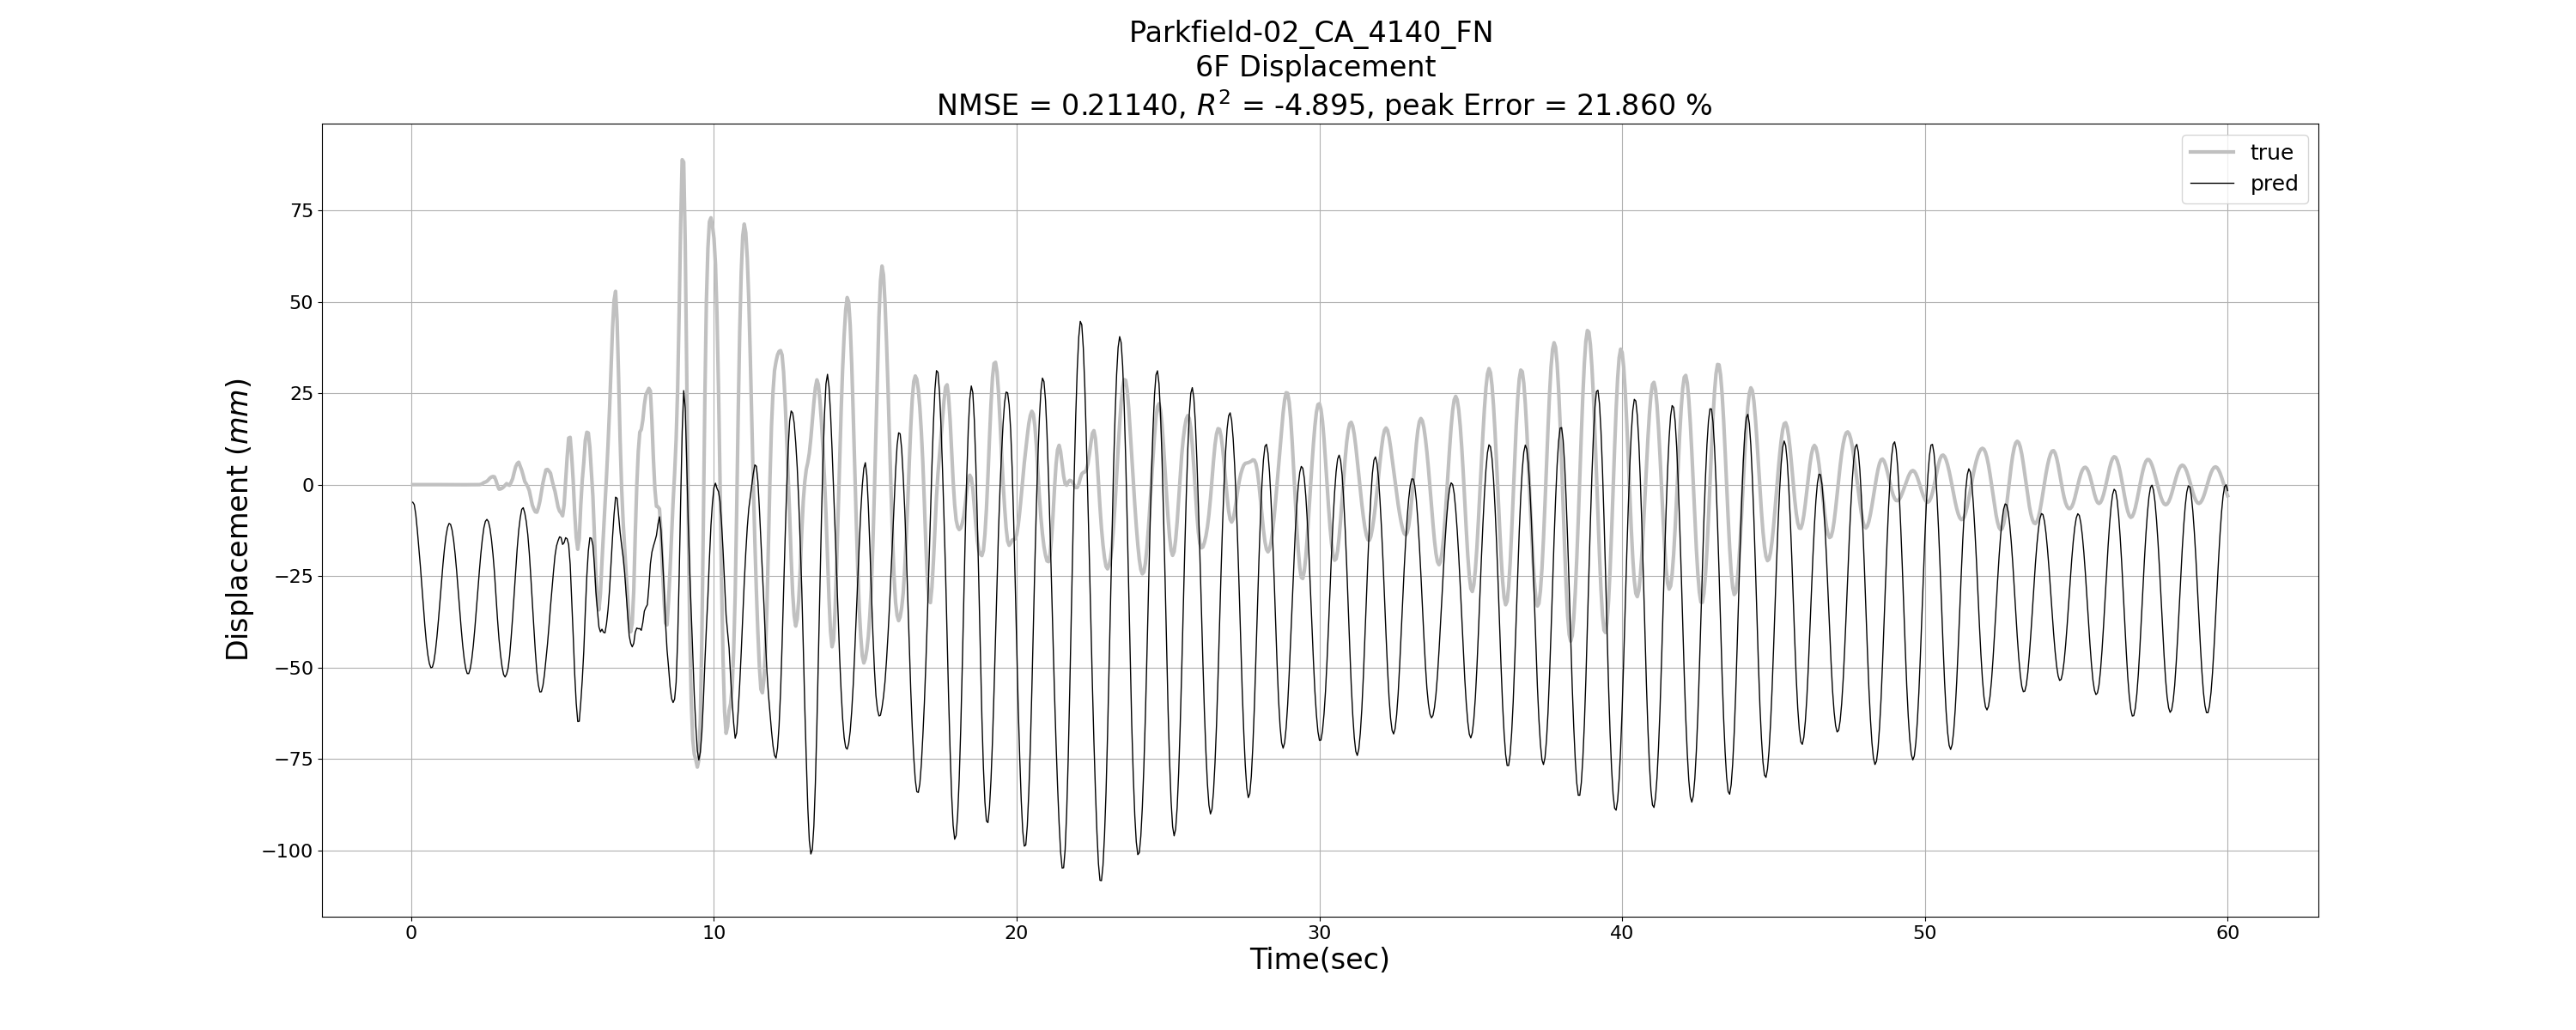 Parkfield-02_CA_4140_FN
6F Displacement
NMSE = 0.21140, R² = -4.895, peak Error = 21.860 %
true
pred
75
50
25
0
−25
−50
−75
−100
Displacement (mm)
0 10 20 30 40 50 60
Time(sec)